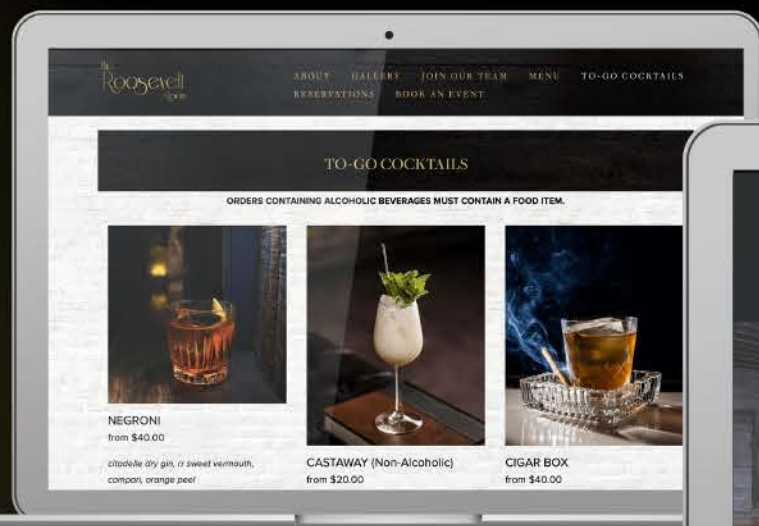 The
Roosevelt
Room
ABOUT GALLERY JOIN OUR TEAM MENU TO-GO COCKTAILS
RESERVATIONS BOOK AN EVENT
TO-GO COCKTAILS
ORDERS CONTAINING ALCOHOLIC BEVERAGES MUST CONTAIN A FOOD ITEM.
NEGRONI
from $40.00
citadelle dry gin, rr sweet vermouth,
campari, orange peel
CASTAWAY (Non-Alcoholic)
from $20.00
CIGAR BOX
from $40.00